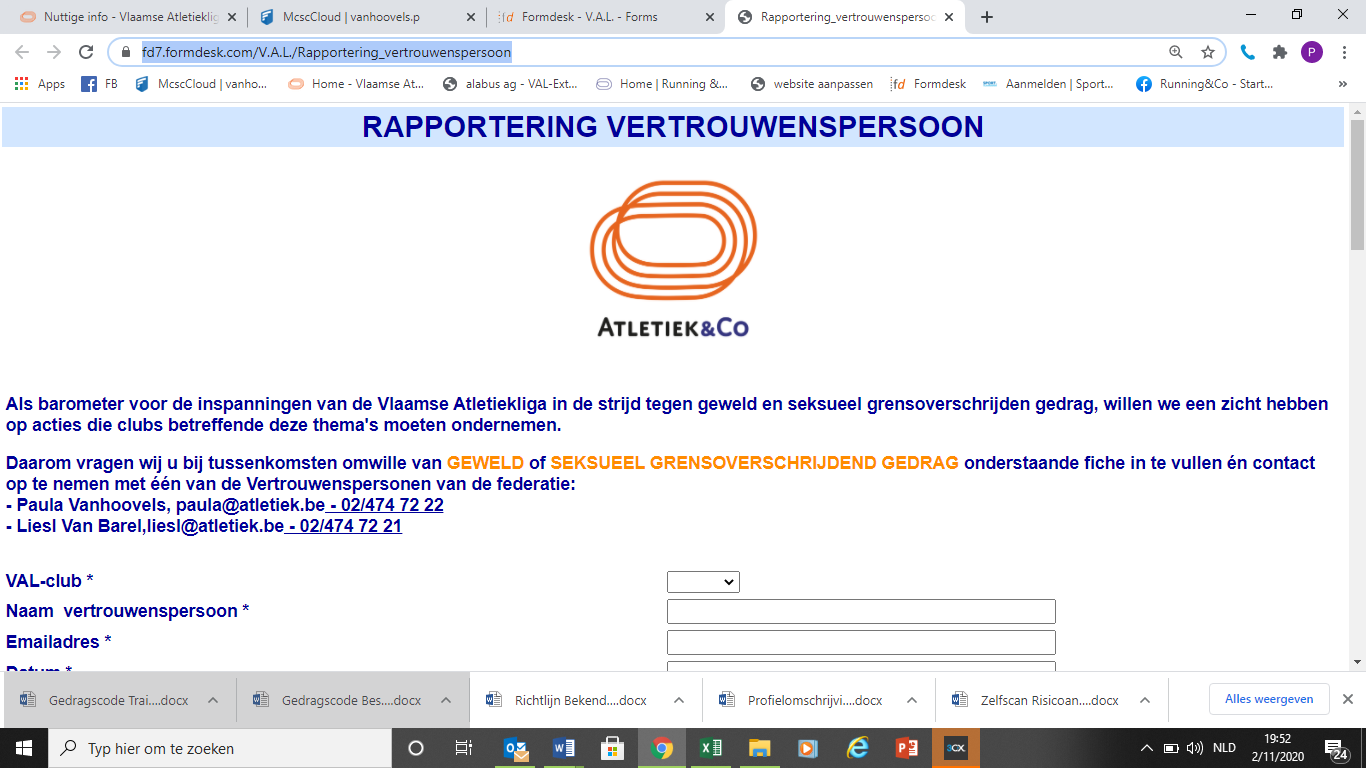 Nuttige info - Vlaamse Atletieklig
McscCloud | vanhoovels.p
Formdesk - V.A.L. - Forms
Rapportering_vertrouwensperso
fd7.formdesk.com/V.A.L./Rapportering_vertrouwenspersoon
P
Apps
FB
McscCloud | vanho...
Home - Vlaamse At...
alabus ag - VAL-Ext...
Home | Running &...
website aanpassen
fd Formdesk
Aanmelden | Sport...
Running&Co - Start...
»
RAPPORTERING VERTROUWENSPERSOON
ATLETIEK&CO
Als barometer voor de inspanningen van de Vlaamse Atletiekliga in de strijd tegen geweld en seksueel grensoverschrijden gedrag, willen we een zicht hebben
op acties die clubs betreffende deze thema's moeten ondernemen.
Daarom vragen wij u bij tussenkomsten omwille van GEWELD of SEKSUEEL GRENSOVERSCHRIJDEND GEDRAG onderstaande fiche in te vullen én contact
op te nemen met één van de Vertrouwenspersonen van de federatie:
- Paula Vanhoovels, paula@atletiek.be - 02/474 72 22
- Liesl Van Barel,liesl@atletiek.be - 02/474 72 21
VAL-club *
Naam vertrouwenspersoon *
Emailadres *
Datum *
Gedragscode Trai....docx
Gedragscode Bes....docx
Richtlijn Bekend....docx
Profielomschrijvi....docx
Zelfscan Risicoan....docx
Alles weergeven
Typ hier om te zoeken
3CX
NLD
19:52
2/11/2020
24